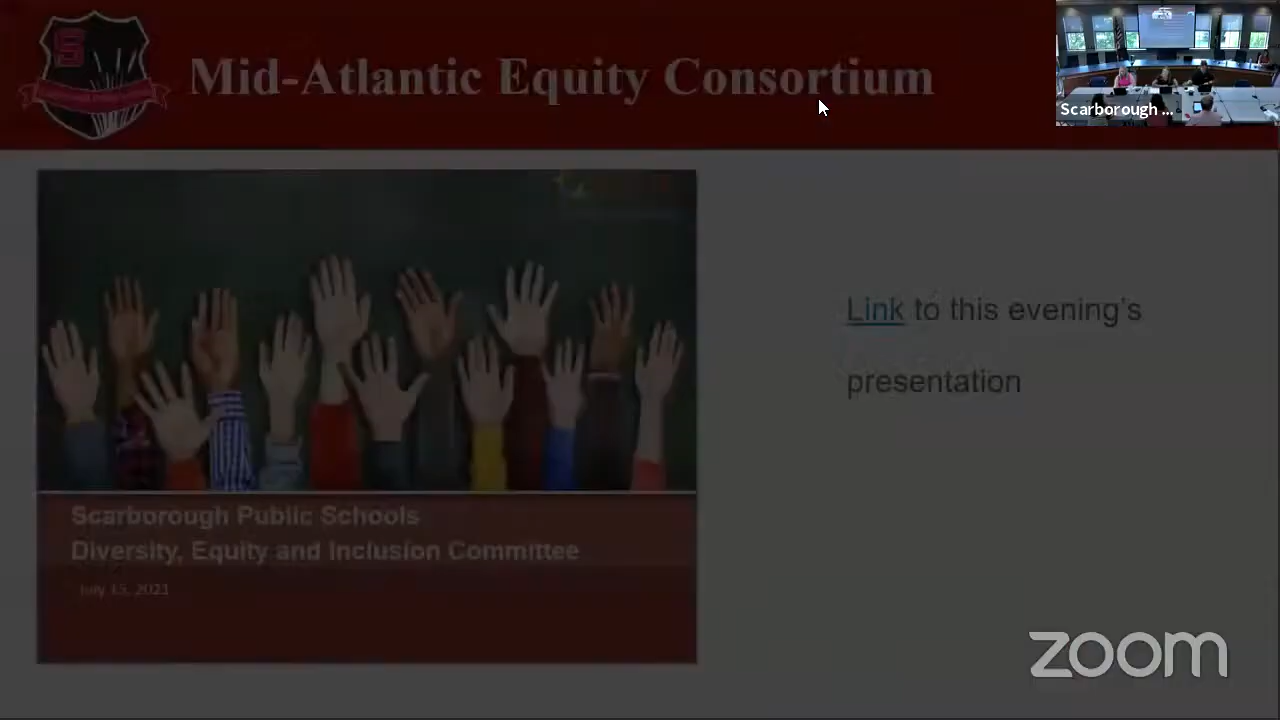 S
Mid-Atlantic Equity Consortium
Scarborough ...
Link to this evening's
presentation
Scarborough Public Schools
Diversity, Equity and Inclusion Committee
July 15, 2021
zoom